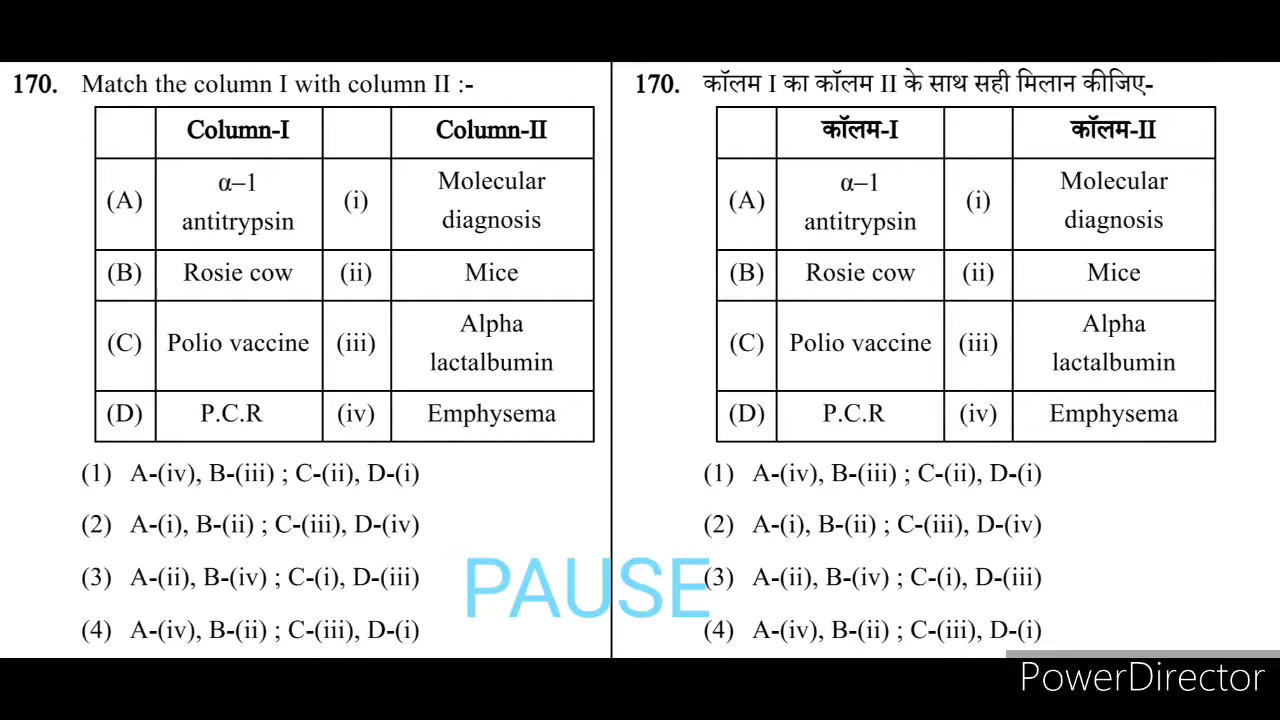 170. Match the column I with column II :-
Column-I Column-II
(A) α–1 antitrypsin (i) Molecular diagnosis
(B) Rosie cow (ii) Mice
(C) Polio vaccine (iii) Alpha lactalbumin
(D) P.C.R (iv) Emphysema
(1) A-(iv), B-(iii) ; C-(ii), D-(i)
(2) A-(i), B-(ii) ; C-(iii), D-(iv)
(3) A-(ii), B-(iv) ; C-(i), D-(iii)
(4) A-(iv), B-(ii) ; C-(iii), D-(i)
PAUSE
170. कॉलम I का कॉलम II के साथ सही मिलान कीजिए-
कॉलम-I कॉलम-II
(A) α–1 antitrypsin (i) Molecular diagnosis
(B) Rosie cow (ii) Mice
(C) Polio vaccine (iii) Alpha lactalbumin
(D) P.C.R (iv) Emphysema
(1) A-(iv), B-(iii) ; C-(ii), D-(i)
(2) A-(i), B-(ii) ; C-(iii), D-(iv)
(3) A-(ii), B-(iv) ; C-(i), D-(iii)
(4) A-(iv), B-(ii) ; C-(iii), D-(i)
PowerDirector